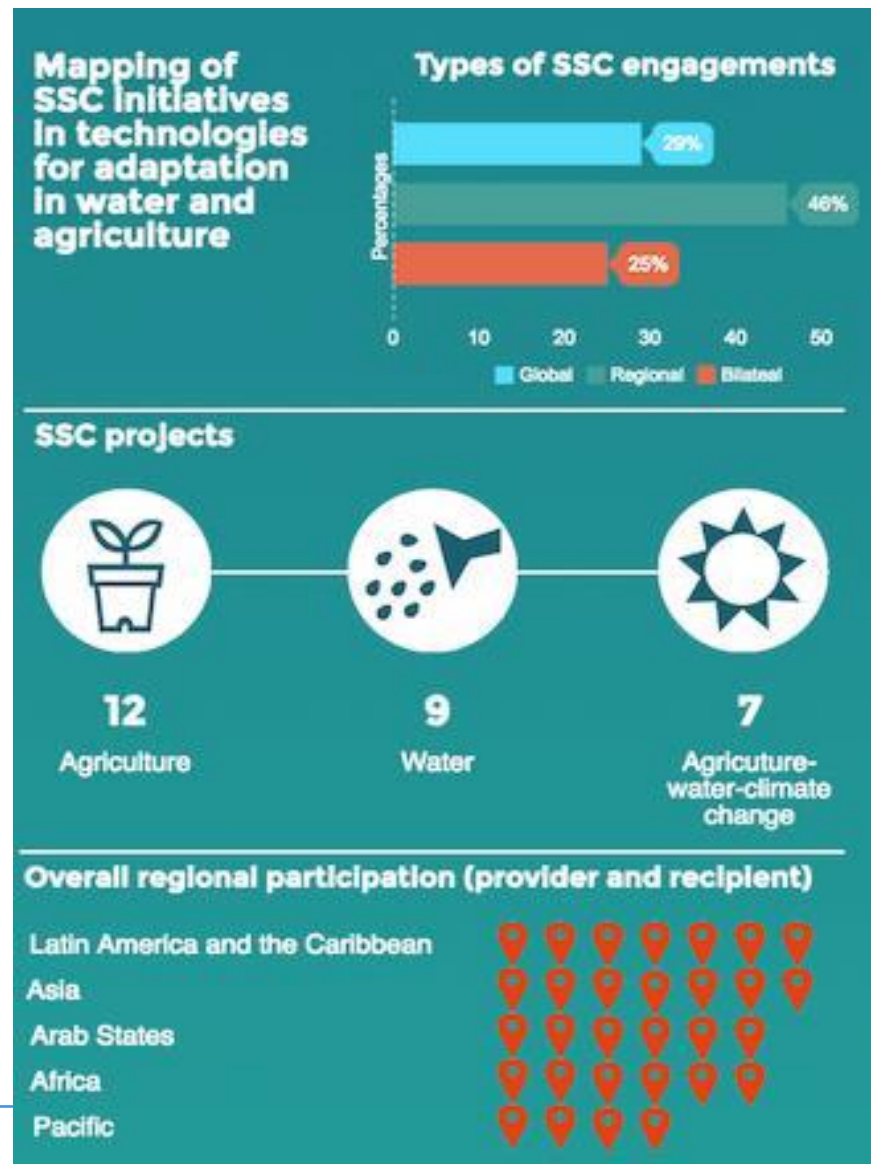 Mapping of
SSC initiatives
in technologies
for adaptation
in water and
agriculture
Types of SSC engagements
Percentages
29%
46%
25%
0 10 20 30 40 50
Global Regional Bilateal
SSC projects
12
Agriculture
9
Water
7
Agricuture-
water-climate
change
Overall regional participation (provider and recipient)
Latin America and the Caribbean
Asia
Arab States
Africa
Pacific